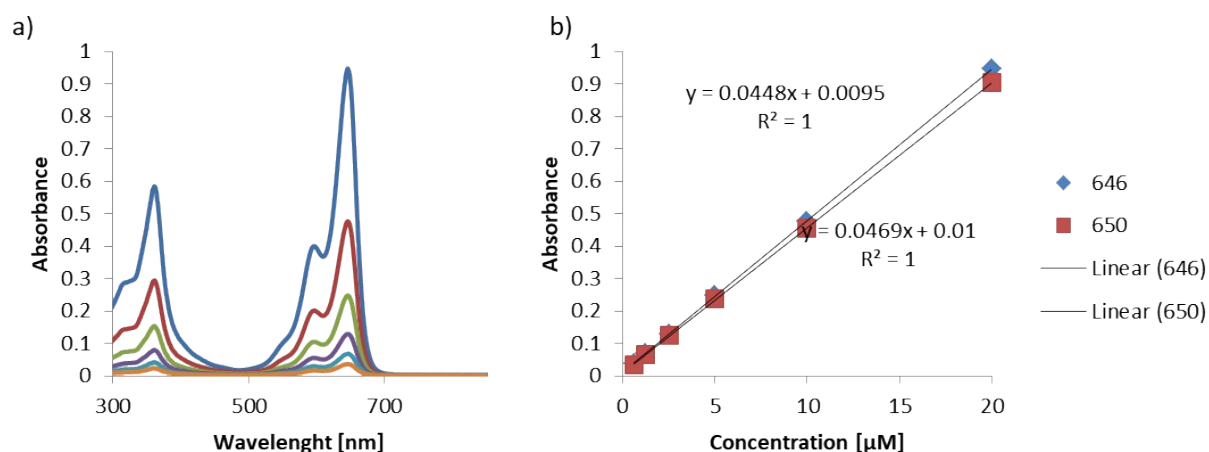 a)
1
0.9
0.8
0.7
0.6
0.5
0.4
0.3
0.2
0.1
0
Absorbance
300
500
700
Wavelenght [nm]
b)
1
0.9
0.8
0.7
0.6
0.5
0.4
0.3
0.2
0.1
0
Absorbance
y = 0.0448x + 0.0095
R² = 1
y = 0.0469x + 0.01
R² = 1
0
5
10
15
20
Concentration [µM]
646
650
Linear (646)
Linear (650)